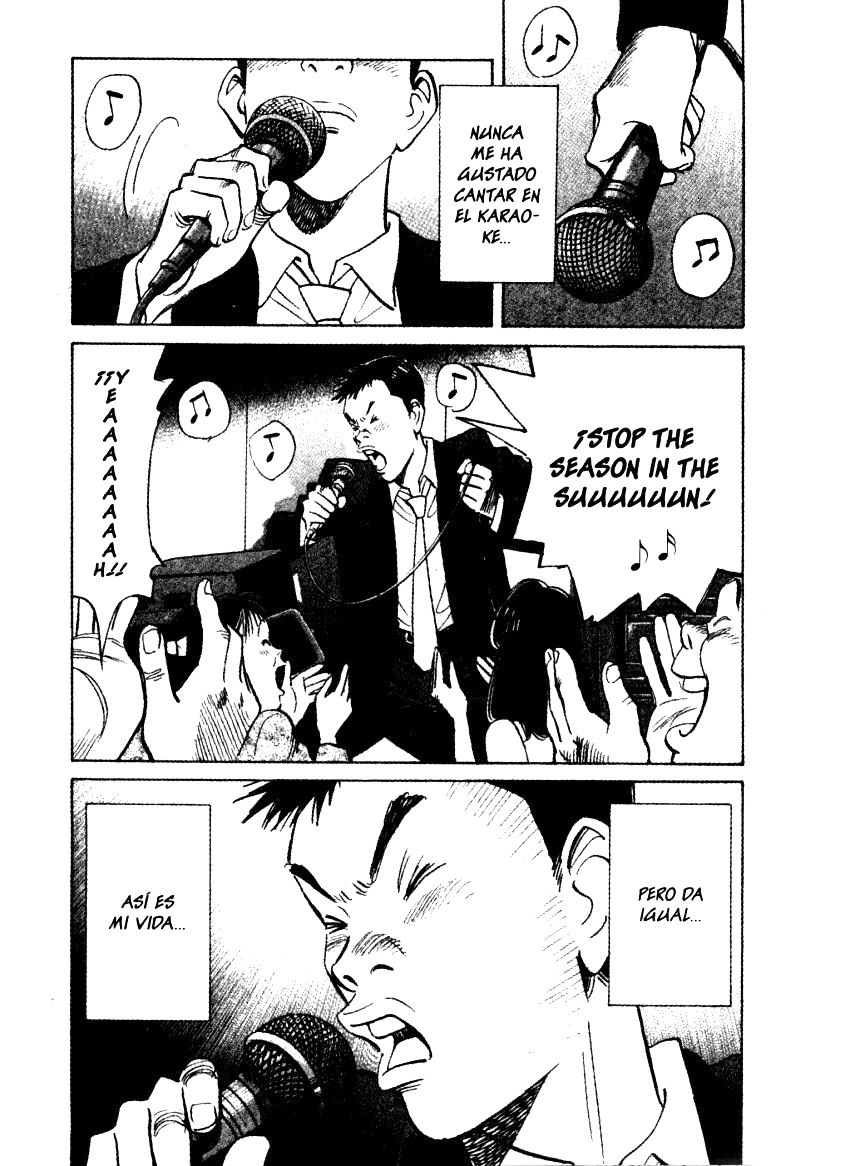 NUNCA
ME HA
GUSTADO
CANTAR EN
EL KARAO-
KE...
¡STOP THE
SEASON IN THE
SUUUUUUN!
¡¡Y
E
A
A
A
A
A
A
A
A
H!!
PERO DA
IGUAL...
ASÍ ES
MI VIDA...